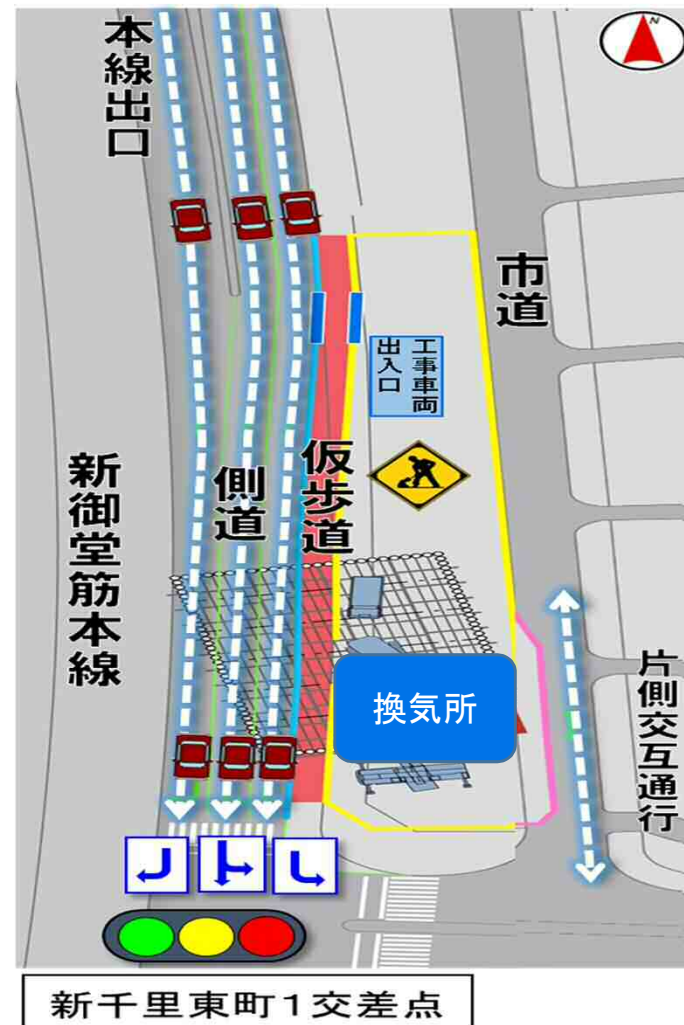 N
本線出口
市道
工事車両
出入口
仮歩道
側道
新御堂筋本線
換気所
片側交互通行
新千里東町1交差点